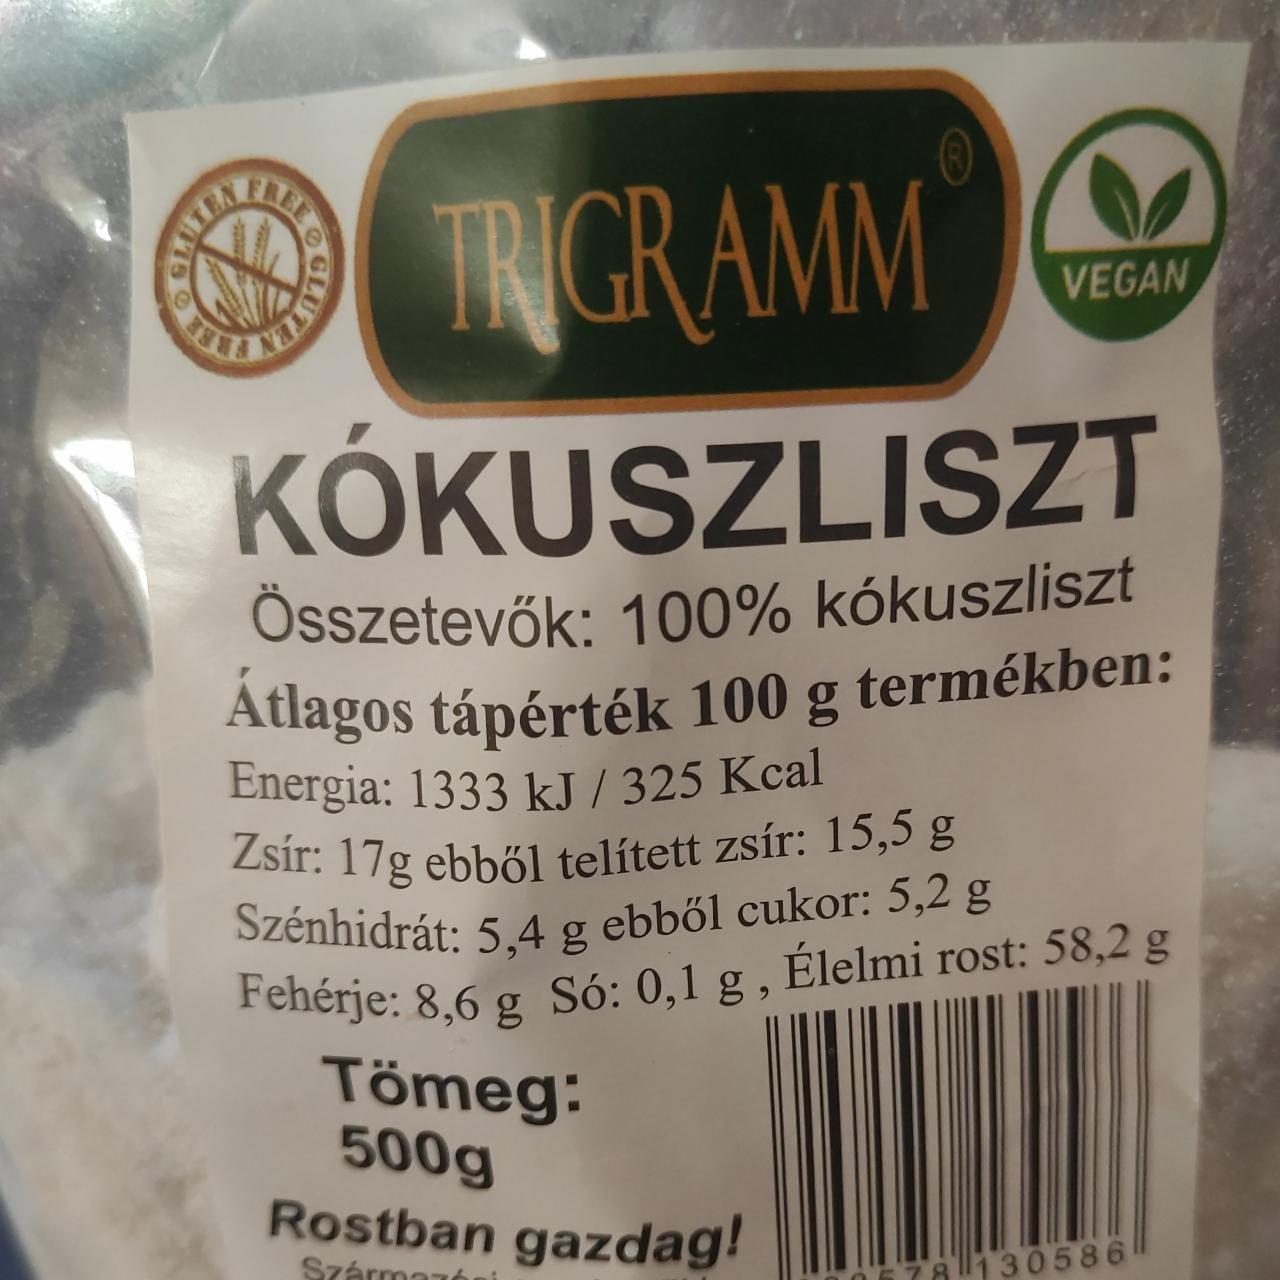 GLUTEN FREE GLUTEN FREE
TRIGRAMM®
VEGAN
KÓKUSZLISZT
Összetevők: 100% kókuszliszt
Átlagos tápérték 100 g termékben:
Energia: 1333 kJ / 325 Kcal
Zsír: 17g ebből telített zsír: 15,5 g
Szénhidrát: 5,4 g ebből cukor: 5,2 g
Fehérje: 8,6 g Só: 0,1 g , Élelmi rost: 58,2 g
Tömeg:
500g
Rostban gazdag!
130586